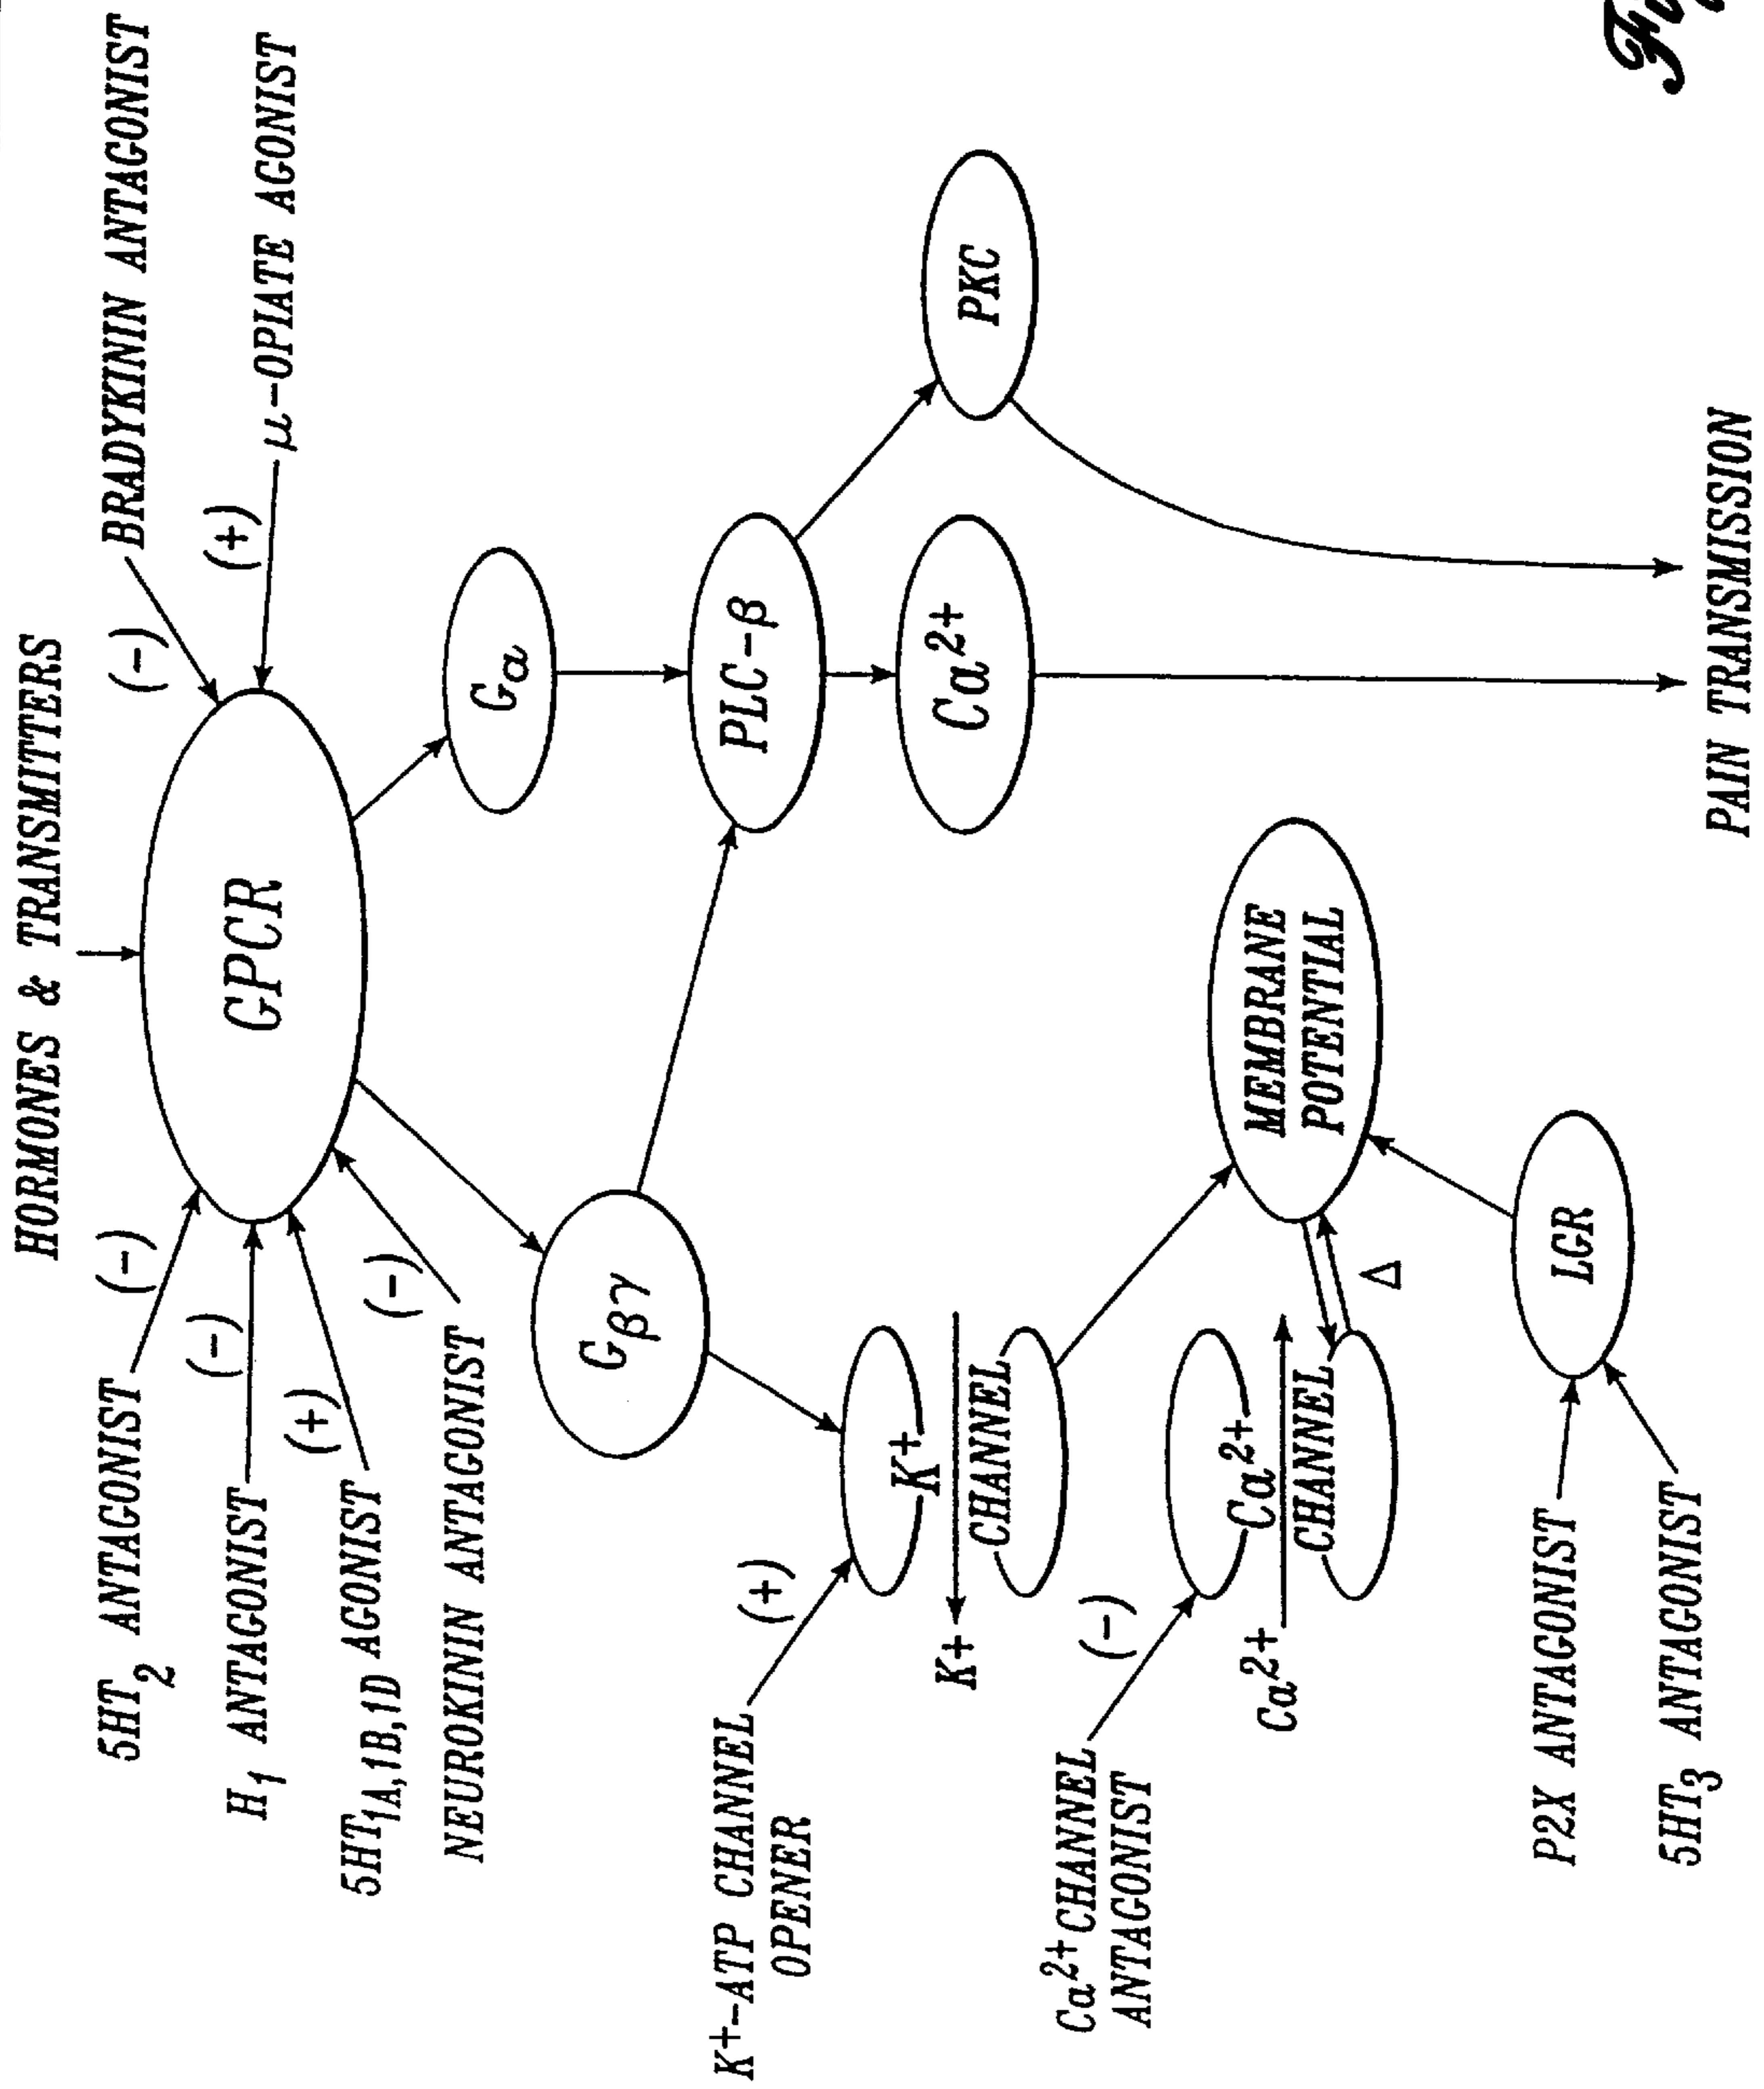 HORMONES & TRANSMITTERS
5HT2 ANTAGONIST
(-)
H1 ANTAGONIST
(-)
5HT1A,1B,1D AGONIST
(+)
NEUROKININ ANTAGONIST
(-)
GPCR
(-)
BRADYKININ ANTAGONIST
(+)
μ-OPIATE AGONIST
Gα
Gβγ
PLC-β
PKC
Ca2+
K+-ATP CHANNEL
OPENER
(+)
K+
CHANNEL
K+
Ca2+ CHANNEL
ANTAGONIST
(-)
Ca2+
CHANNEL
Ca2+
MEMBRANE
POTENTIAL
Δ
LGR
P2X ANTAGONIST
5HT3 ANTAGONIST
PAIN TRANSMISSION